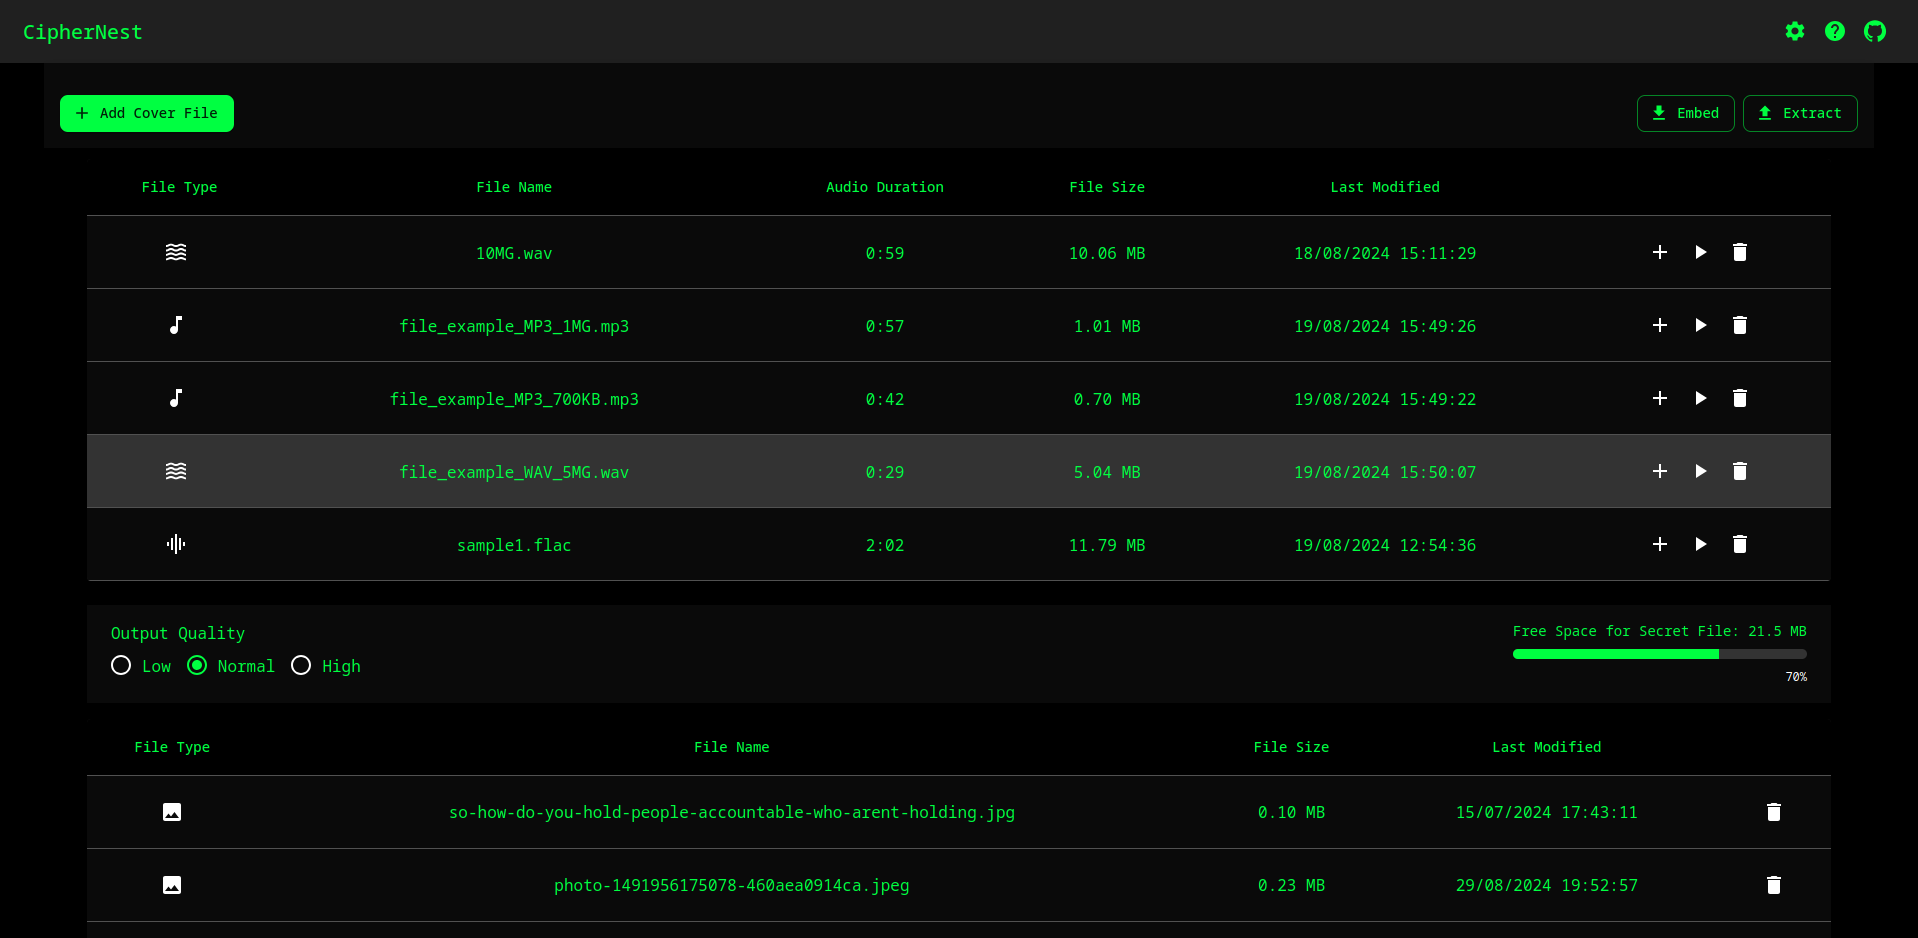 CipherNest
Add Cover File
Embed
Extract
File Type File Name Audio Duration File Size Last Modified
10MG.wav 0:59 10.06 MB 18/08/2024 15:11:29
file_example_MP3_1MG.mp3 0:57 1.01 MB 19/08/2024 15:49:26
file_example_MP3_700KB.mp3 0:42 0.70 MB 19/08/2024 15:49:22
file_example_WAV_5MG.wav 0:29 5.04 MB 19/08/2024 15:50:07
sample1.flac 2:02 11.79 MB 19/08/2024 12:54:36
Output Quality
Low Normal High
Free Space for Secret File: 21.5 MB
70%
File Type File Name File Size Last Modified
so-how-do-you-hold-people-accountable-who-arent-holding.jpg 0.10 MB 15/07/2024 17:43:11
photo-1491956175078-460aea0914ca.jpeg 0.23 MB 29/08/2024 19:52:57